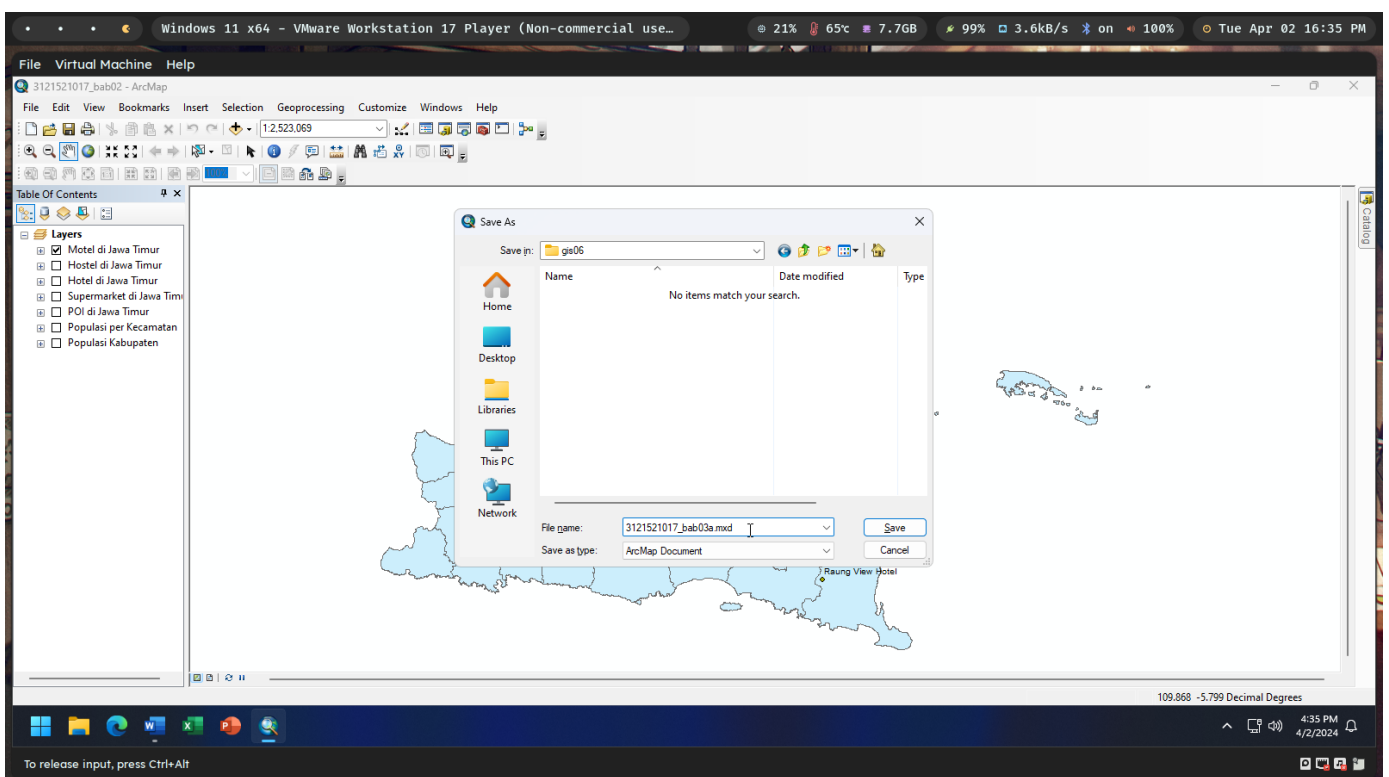 Windows 11 x64 - VMware Workstation 17 Player (Non-commercial use…
21% 65℃ 7.7GB
99% 3.6kB/s on 100%
Tue Apr 02 16:35 PM
File Virtual Machine Help
3121521017_bab02 - ArcMap
File Edit View Bookmarks Insert Selection Geoprocessing Customize Windows Help
1:2,523,069
Table Of Contents
Layers
Motel di Jawa Timur
Hostel di Jawa Timur
Hotel di Jawa Timur
Supermarket di Jawa Timu
POI di Jawa Timur
Populasi per Kecamatan
Populasi Kabupaten
Catalog
Save As
Save in: gis06
Name Date modified Type
No items match your search.
Home
Desktop
Libraries
This PC
Network
File name: 3121521017_bab03a.mxd Save
Save as type: ArcMap Document Cancel
Raung View Hotel
109.868 -5.799 Decimal Degrees
4:35 PM
4/2/2024
To release input, press Ctrl+Alt